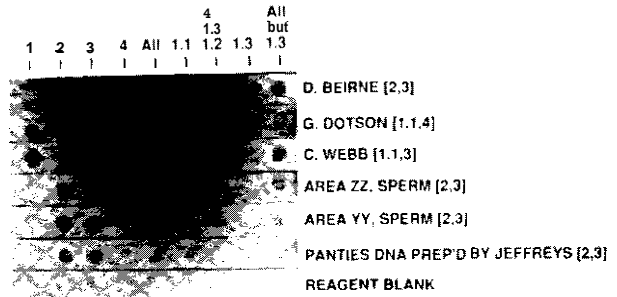 4 All
1.3 but
1 2 3 4 All 1.1 1.2 1.3 1.3
D. BEIRNE [2,3]
G. DOTSON [1.1,4]
C. WEBB [1.1,3]
AREA ZZ, SPERM [2,3]
AREA YY, SPERM [2,3]
PANTIES DNA PREP'D BY JEFFREYS [2,3]
REAGENT BLANK